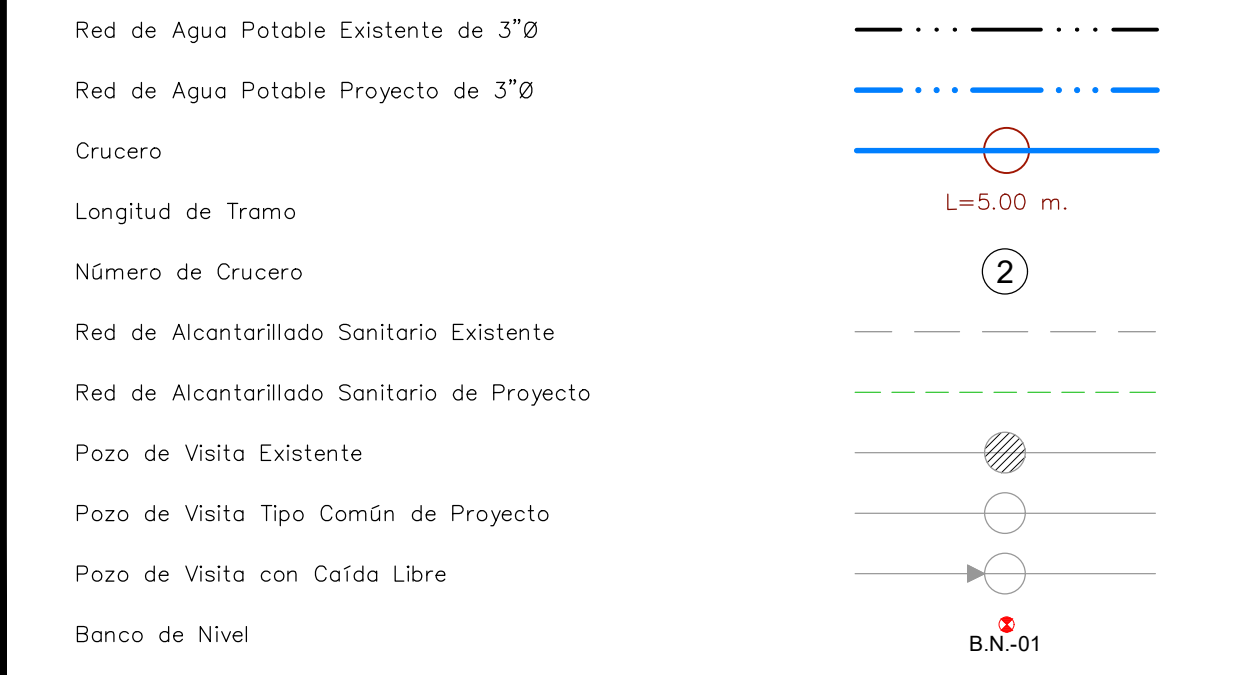 Red de Agua Potable Existente de 3”Ø
Red de Agua Potable Proyecto de 3”Ø
Crucero
Longitud de Tramo L=5.00 m.
Número de Crucero 2
Red de Alcantarillado Sanitario Existente
Red de Alcantarillado Sanitario de Proyecto
Pozo de Visita Existente
Pozo de Visita Tipo Común de Proyecto
Pozo de Visita con Caída Libre
Banco de Nivel B.N.-01